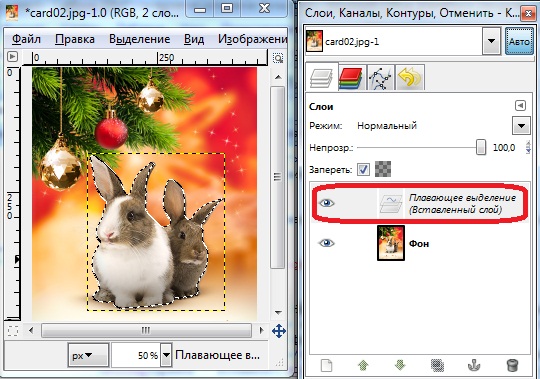 *card02.jpg-1.0 (RGB, 2 сло...
Файл Правка Выделение Вид Изображени
0
250
0
250
px
50 %
Плавающее в...
Слои, Каналы, Контуры, Отменить - К...
card02.jpg-1
Авто
Слои
Режим: Нормальный
Непрозр.: 100,0
Запереть:
Плавающее выделение
(Вставленный слой)
Фон